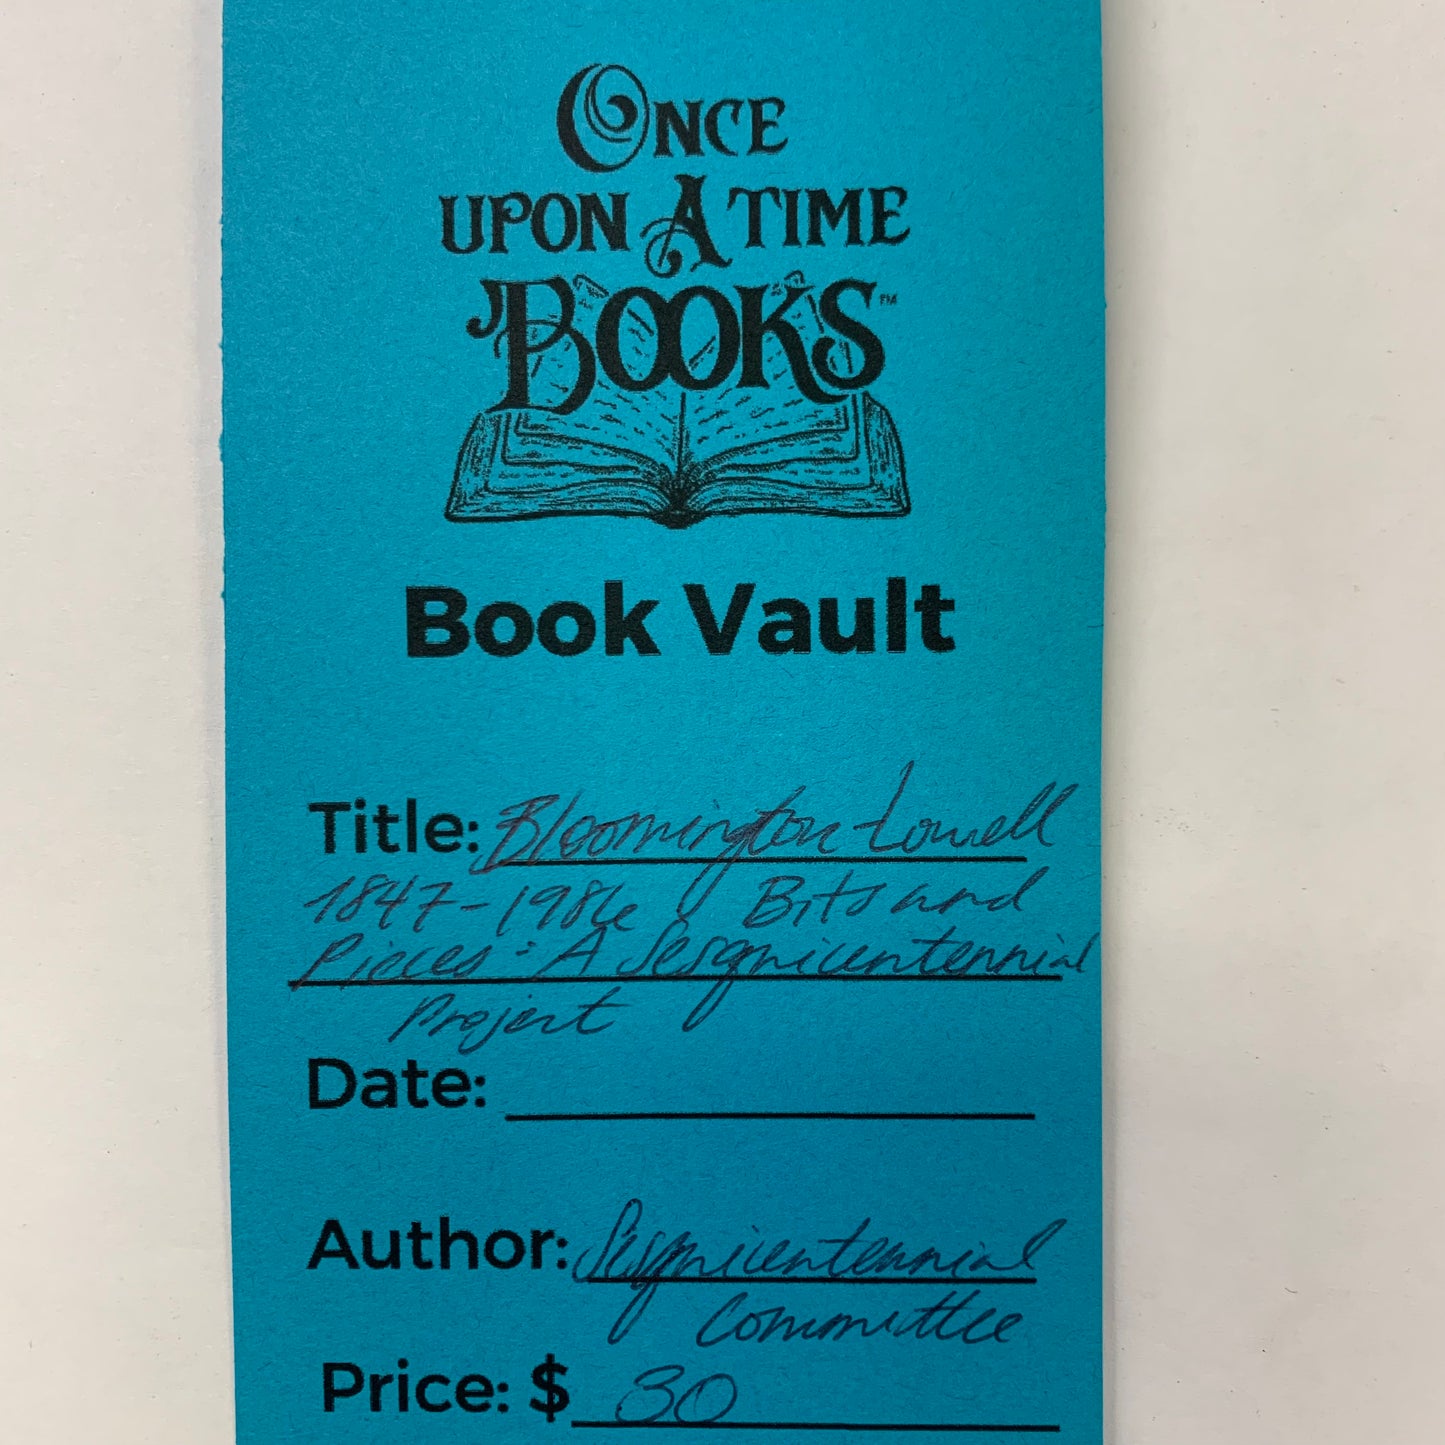 ONCE
UPON A TIME
BOOKS™
Book Vault
Title: Bloomington-Lowell
1847-1986, Bits and
Pieces: A Sesquicentennial
Project
Date:
Author: Sesquicentennial
Committee
Price: $ 30